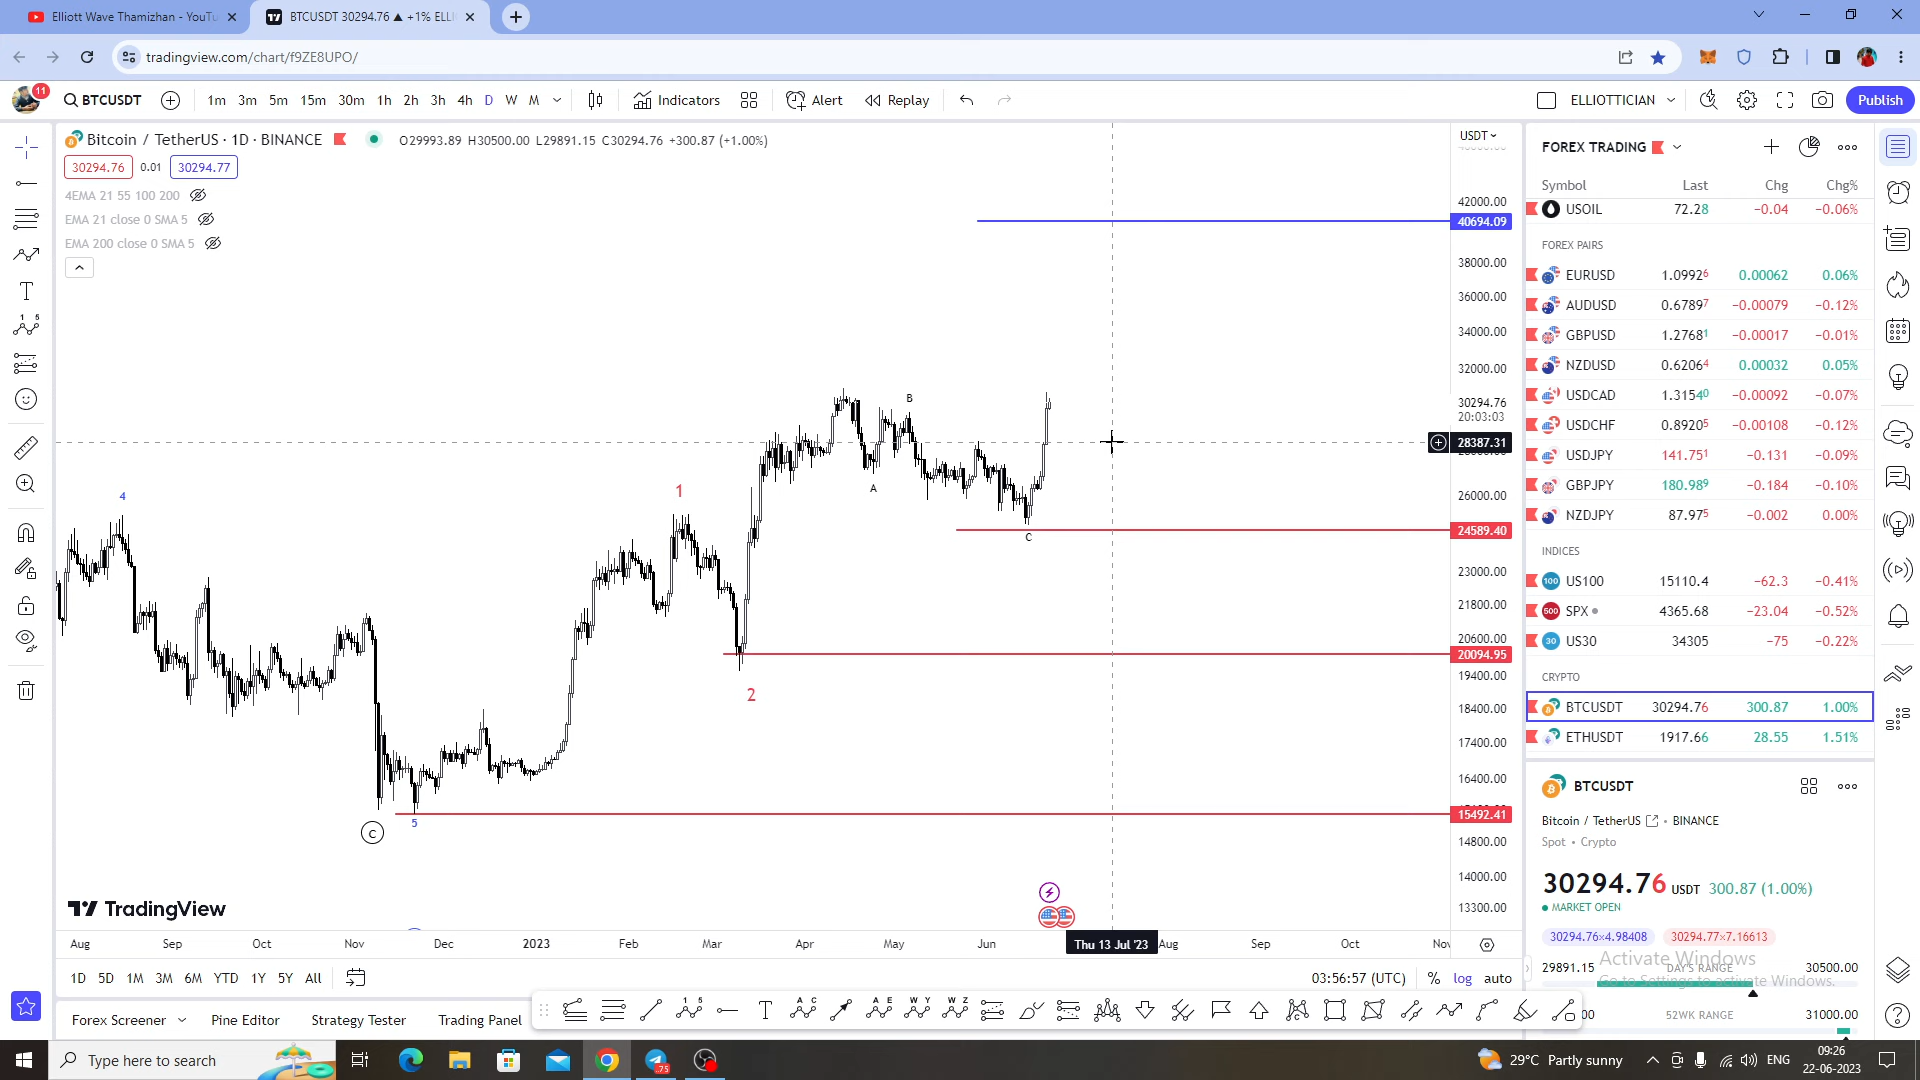 Elliott Wave Thamizhan - YouTu
BTCUSDT 30294.76 ▲ +1% ELLI
tradingview.com/chart/f9ZE8UPO/
11
BTCUSDT
1m 3m 5m 15m 30m 1h 2h 3h 4h D W M
Indicators
Alert
Replay
ELLIOTTICIAN
Publish
Bitcoin / TetherUS · 1D · BINANCE
O29993.89 H30500.00 L29891.15 C30294.76 +300.87 (+1.00%)
30294.76 0.01 30294.77
4EMA 21 55 100 200
EMA 21 close 0 SMA 5
EMA 200 close 0 SMA 5
USDT
42000.00
40694.09
38000.00
36000.00
34000.00
32000.00
30294.76
20:03:03
28387.31
26000.00
24589.40
23000.00
21800.00
20600.00
20094.95
19400.00
18400.00
17400.00
16400.00
15492.41
14800.00
14000.00
13300.00
4
1
2
A
B
C
C
5
TradingView
Aug Sep Oct Nov Dec 2023 Feb Mar Apr May Jun Thu 13 Jul '23 Aug Sep Oct Nov
1D 5D 1M 3M 6M YTD 1Y 5Y All
03:56:57 (UTC) % log auto
Forex Screener Pine Editor Strategy Tester Trading Panel
FOREX TRADING
Symbol Last Chg Chg%
USOIL 72.28 −0.04 −0.06%
FOREX PAIRS
EURUSD 1.09926 0.00062 0.06%
AUDUSD 0.67897 −0.00079 −0.12%
GBPUSD 1.27681 −0.00017 −0.01%
NZDUSD 0.62064 0.00032 0.05%
USDCAD 1.31540 −0.00092 −0.07%
USDCHF 0.89205 −0.00108 −0.12%
USDJPY 141.751 −0.131 −0.09%
GBPJPY 180.989 −0.184 −0.10%
NZDJPY 87.975 −0.002 0.00%
INDICES
100 US100 15110.4 −62.3 −0.41%
500 SPX 4365.68 −23.04 −0.52%
30 US30 34305 −75 −0.22%
CRYPTO
BTCUSDT 30294.76 300.87 1.00%
ETHUSDT 1917.66 28.55 1.51%
BTCUSDT
Bitcoin / TetherUS • BINANCE
Spot • Crypto
30294.76 USDT 300.87 (1.00%)
MARKET OPEN
30294.76×4.98408 30294.77×7.16613
Activate Windows
29891.15 DAY'S RANGE 30500.00
Go to Settings to activate Windows.
00 52WK RANGE 31000.00
Type here to search
75
29°C Partly sunny
ENG
09:26
22-06-2023